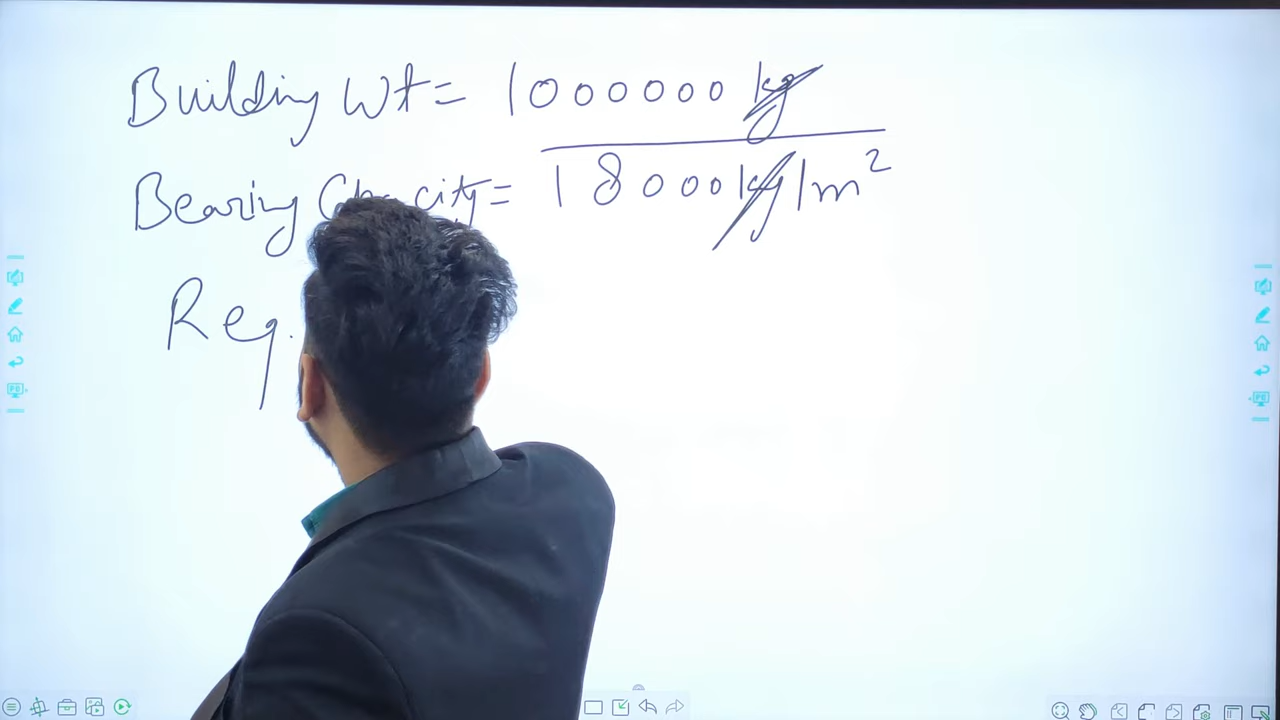 Building Wt = 1000000 kg
Bearing Capacity = 18000 kg/m²
Req.